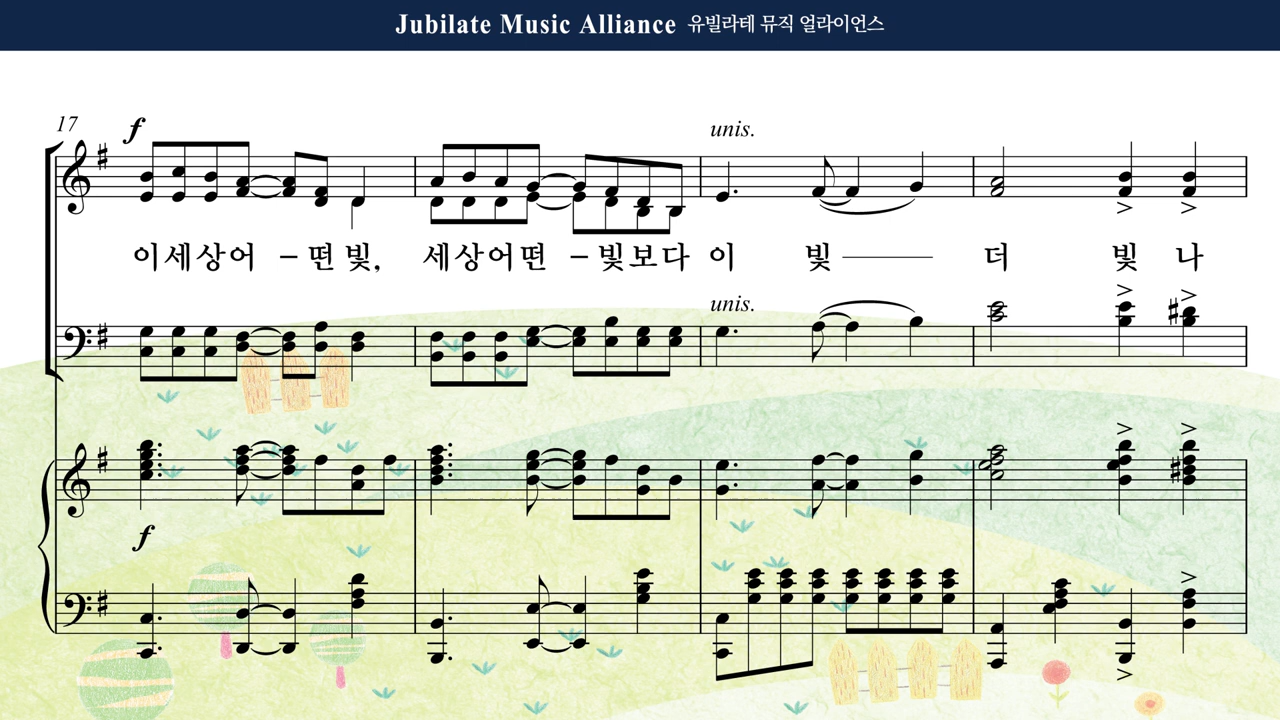 Jubilate Music Alliance 유빌라테 뮤직 얼라이언스
17
f
unis.
이세상어 – 떤 빛, 세상어떤 – 빛보다 이 빛 더 빛 나
unis.
f